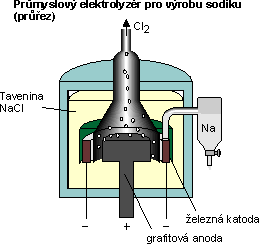 Průmyslový elektrolyzér pro výrobu sodíku
(průřez)
Cl2
Tavenina
NaCl
Na
železná katoda
− + −
grafitová anoda